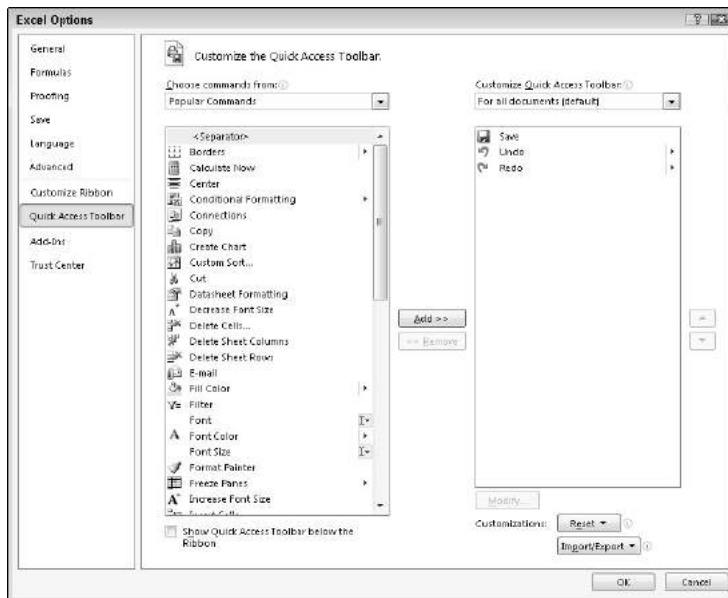 Excel Options
General
Formulas
Proofing
Save
Language
Advanced
Customize Ribbon
Quick Access Toolbar
Add-Ins
Trust Center
Customize the Quick Access Toolbar.
Choose commands from:
Popular Commands
<Separator>
Borders
Calculate Now
Center
Conditional Formatting
Connections
Copy
Create Chart
Custom Sort...
Cut
Datasheet Formatting
Decrease Font Size
Delete Cells...
Delete Sheet Columns
Delete Sheet Rows
E-mail
Fill Color
Filter
Font
Font Color
Font Size
Format Painter
Freeze Panes
Increase Font Size
Insert Cells...
Show Quick Access Toolbar below the
Ribbon
Add >>
<< Remove
Customize Quick Access Toolbar:
For all documents (default)
Save
Undo
Redo
Modify...
Customizations:
Reset
Import/Export
OK
Cancel